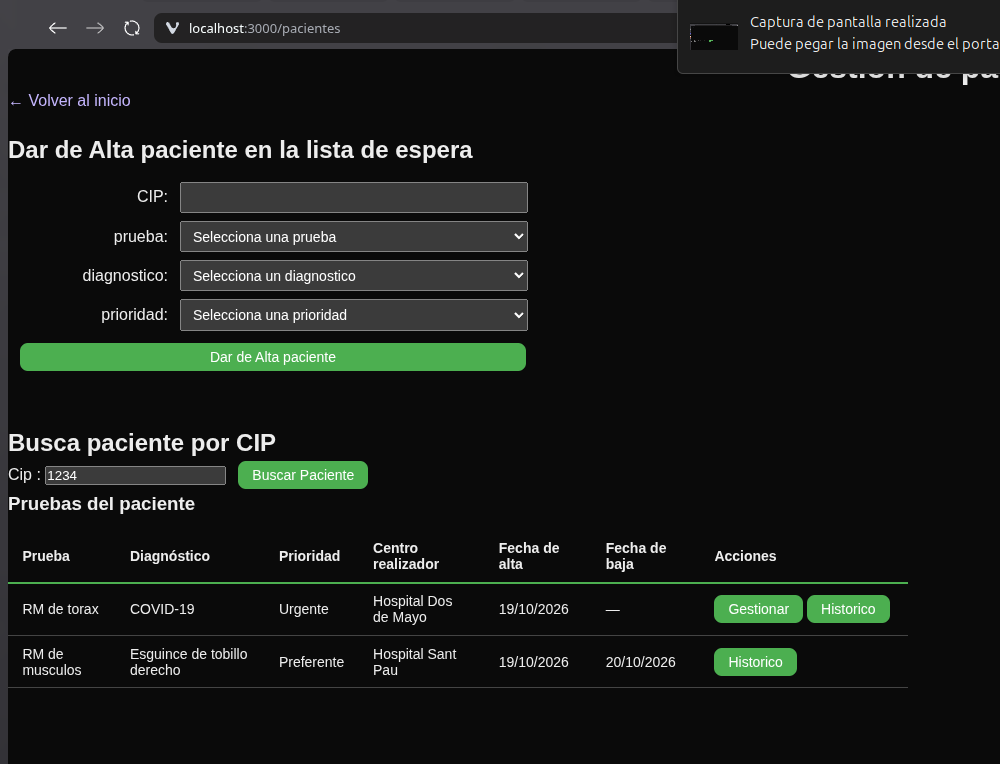 localhost:3000/pacientes
Captura de pantalla realizada
Puede pegar la imagen desde el porta
Gestión de pa
← Volver al inicio
Dar de Alta paciente en la lista de espera
CIP:
prueba: Selecciona una prueba
diagnostico: Selecciona un diagnostico
prioridad: Selecciona una prioridad
Dar de Alta paciente
Busca paciente por CIP
Cip : 1234 Buscar Paciente
Pruebas del paciente
Prueba Diagnóstico Prioridad Centro realizador Fecha de alta Fecha de baja Acciones
RM de torax COVID-19 Urgente Hospital Dos de Mayo 19/10/2026 — Gestionar Historico
RM de musculos Esguince de tobillo derecho Preferente Hospital Sant Pau 19/10/2026 20/10/2026 Historico